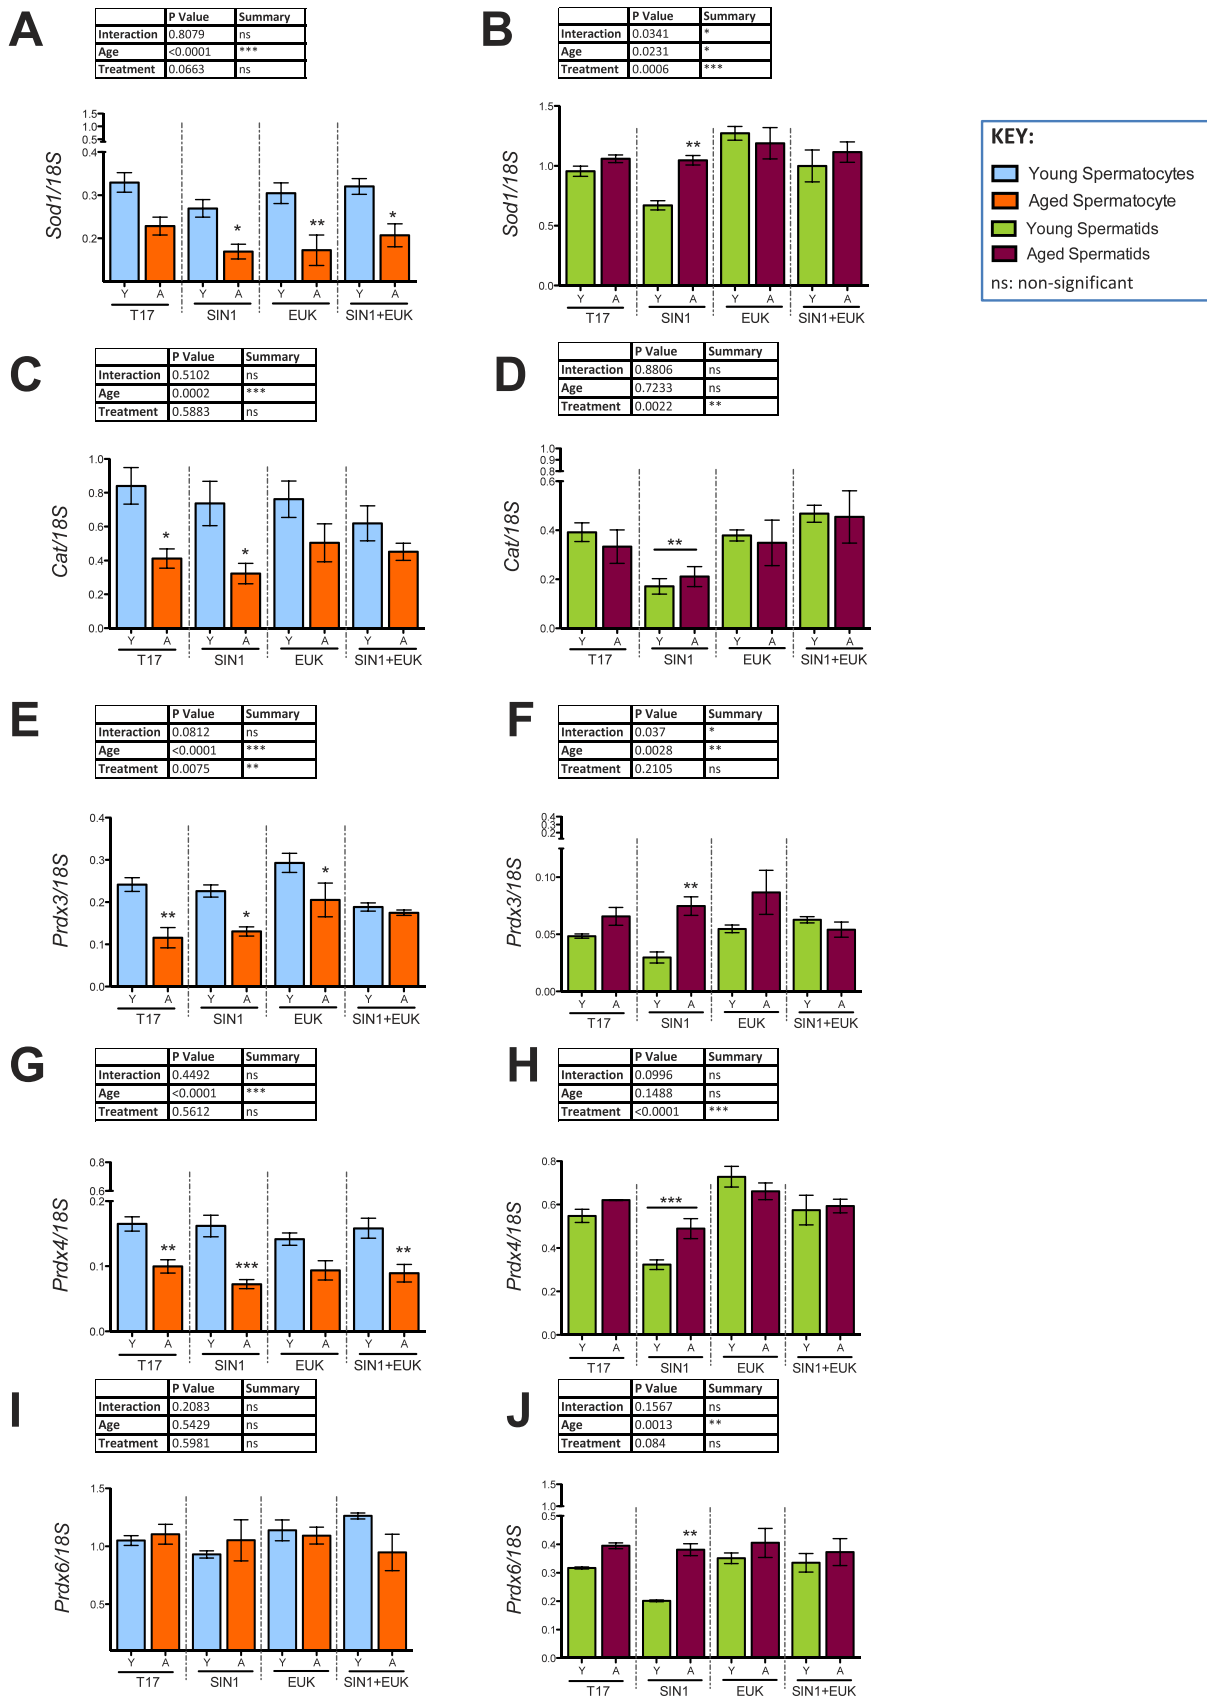 A
P Value Summary
Interaction 0.8079 ns
Age <0.0001 ***
Treatment 0.0663 ns
Sod1/18S
1.5
1.0
0.5
0.4
0.3
0.2
* ** *
Y A Y A Y A Y A
T17 SIN1 EUK SIN1+EUK
B
P Value Summary
Interaction 0.0341 *
Age 0.0231 *
Treatment 0.0006 ***
Sod1/18S
1.5
1.0
0.5
0.0
**
Y A Y A Y A Y A
T17 SIN1 EUK SIN1+EUK
KEY:
Young Spermatocytes
Aged Spermatocyte
Young Spermatids
Aged Spermatids
ns: non-significant
C
P Value Summary
Interaction 0.5102 ns
Age 0.0002 ***
Treatment 0.5883 ns
Cat/18S
1.0
0.8
0.6
0.4
0.2
0.0
* *
Y A Y A Y A Y A
T17 SIN1 EUK SIN1+EUK
D
P Value Summary
Interaction 0.8806 ns
Age 0.7233 ns
Treatment 0.0022 **
Cat/18S
1.0
0.9
0.8
0.6
0.4
0.2
0.0
**
Y A Y A Y A Y A
T17 SIN1 EUK SIN1+EUK
E
P Value Summary
Interaction 0.0812 ns
Age <0.0001 ***
Treatment 0.0075 **
Prdx3/18S
0.4
0.3
0.2
0.1
0.0
** * *
Y A Y A Y A Y A
T17 SIN1 EUK SIN1+EUK
F
P Value Summary
Interaction 0.037 *
Age 0.0028 **
Treatment 0.2105 ns
Prdx3/18S
0.4
0.3
0.2
0.10
0.05
0.00
**
Y A Y A Y A Y A
T17 SIN1 EUK SIN1+EUK
G
P Value Summary
Interaction 0.4492 ns
Age <0.0001 ***
Treatment 0.5612 ns
Prdx4/18S
0.8
0.6
0.2
0.1
0.0
** *** **
Y A Y A Y A Y A
T17 SIN1 EUK SIN1+EUK
H
P Value Summary
Interaction 0.0996 ns
Age 0.1488 ns
Treatment <0.0001 ***
Prdx4/18S
0.8
0.6
0.4
0.2
0.0
***
Y A Y A Y A Y A
T17 SIN1 EUK SIN1+EUK
I
P Value Summary
Interaction 0.2083 ns
Age 0.5429 ns
Treatment 0.5981 ns
Prdx6/18S
1.5
1.0
0.5
Y A Y A Y A Y A
T17 SIN1 EUK SIN1+EUK
J
P Value Summary
Interaction 0.1567 ns
Age 0.0013 **
Treatment 0.084 ns
Prdx6/18S
1.5
1.0
0.5
0.4
0.3
0.2
0.0
**
Y A Y A Y A Y A
T17 SIN1 EUK SIN1+EUK